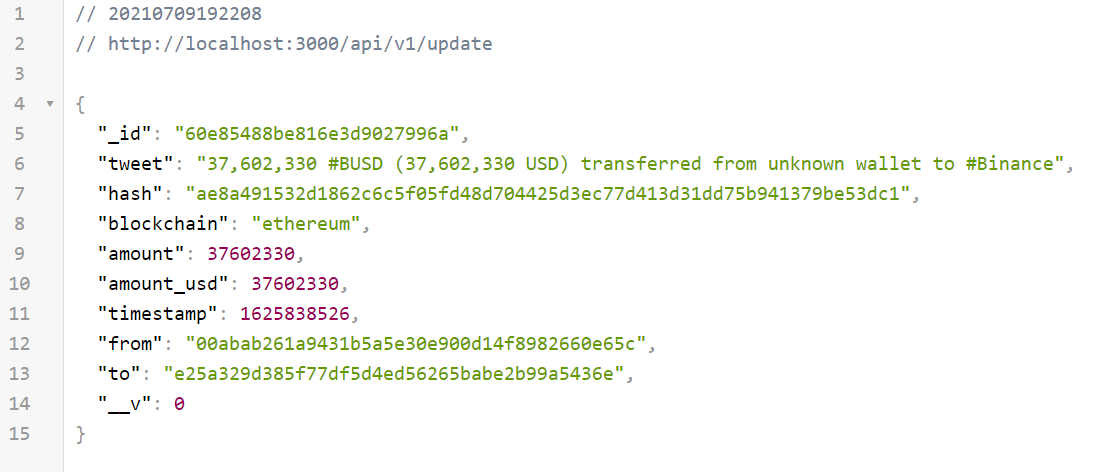 1 // 20210709192208
2 // http://localhost:3000/api/v1/update
3
4 ▾ {
5 "_id": "60e85488be816e3d9027996a",
6 "tweet": "37,602,330 #BUSD (37,602,330 USD) transferred from unknown wallet to #Binance",
7 "hash": "ae8a491532d1862c6c5f05fd48d704425d3ec77d413d31dd75b941379be53dc1",
8 "blockchain": "ethereum",
9 "amount": 37602330,
10 "amount_usd": 37602330,
11 "timestamp": 1625838526,
12 "from": "00abab261a9431b5a5e30e900d14f8982660e65c",
13 "to": "e25a329d385f77df5d4ed56265babe2b99a5436e",
14 "__v": 0
15 }